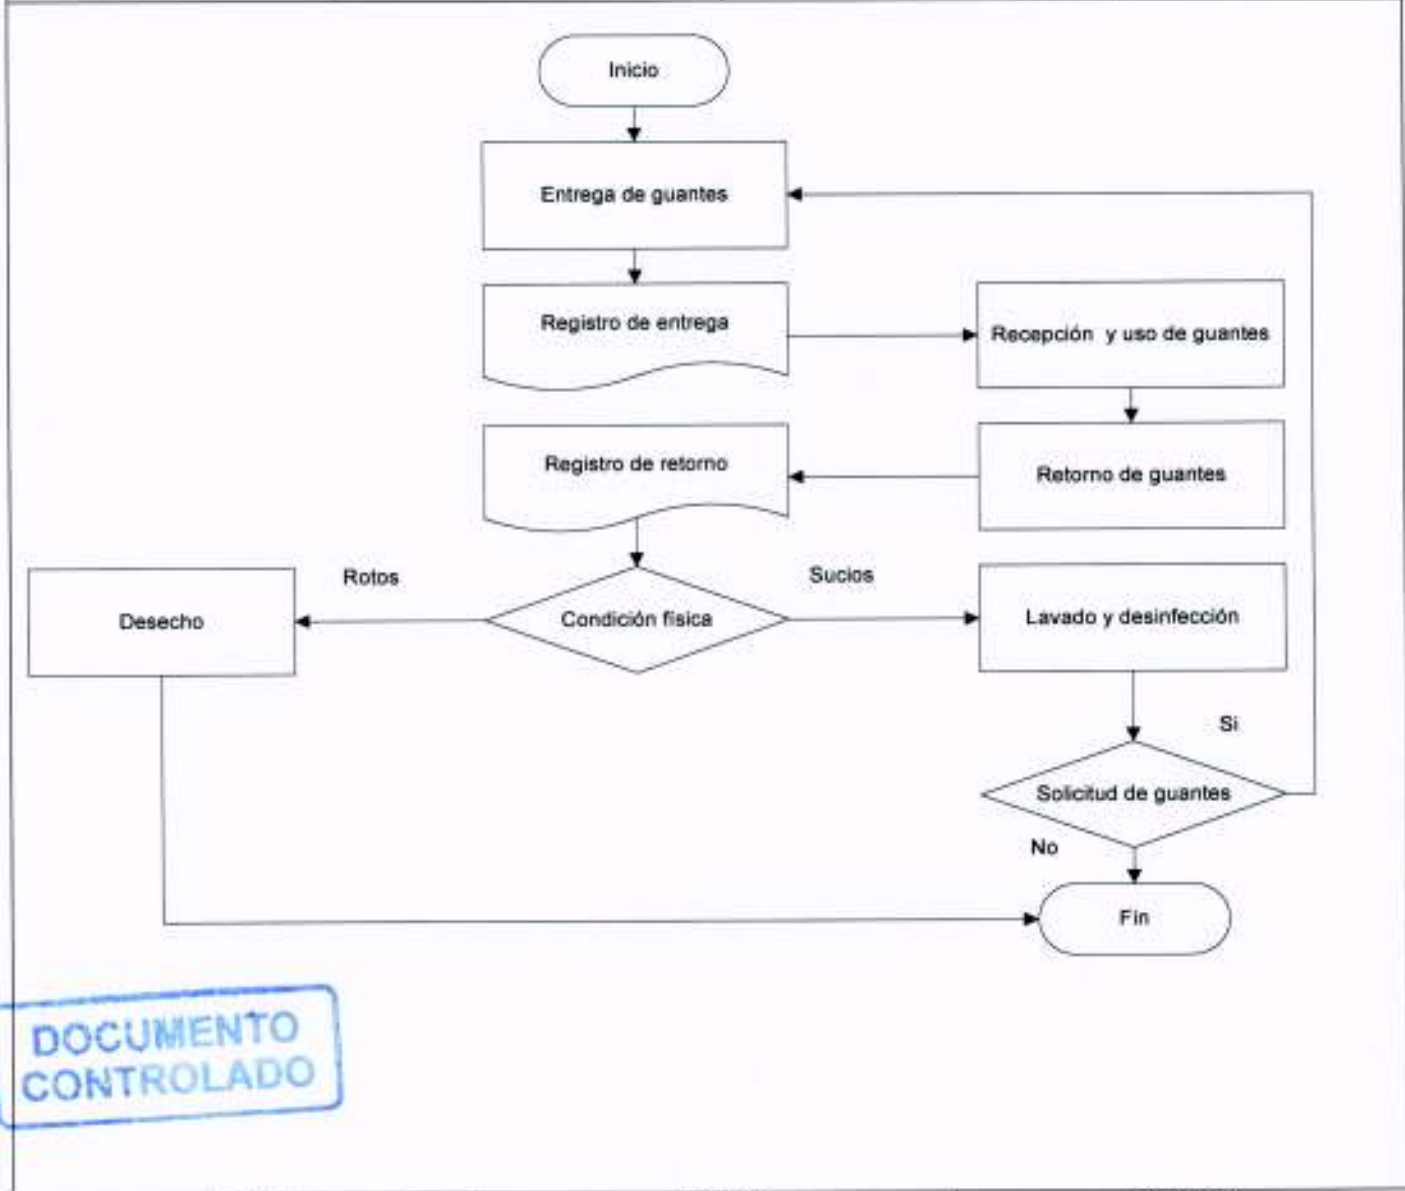 Inicio
Entrega de guantes
Registro de entrega
Recepción y uso de guantes
Registro de retorno
Retorno de guantes
Rotos
Sucios
Desecho
Condición física
Lavado y desinfección
Si
Solicitud de guantes
No
Fin
DOCUMENTO
CONTROLADO